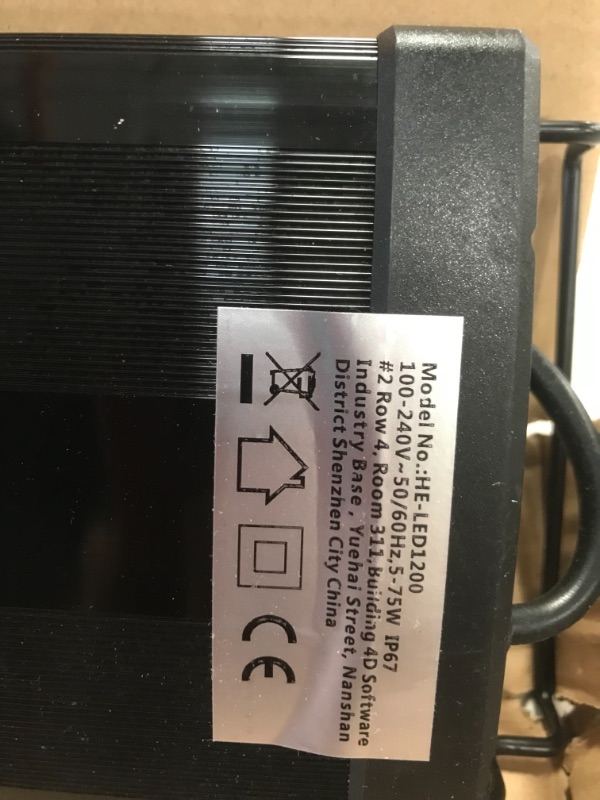 Model No.:HE-LED1200
100-240V~50/60Hz,5-75W IP67
#2 Row 4, Room 311,Building 4D Software
Industry Base , Yuehai Street, Nanshan
District Shenzhen City China
CE